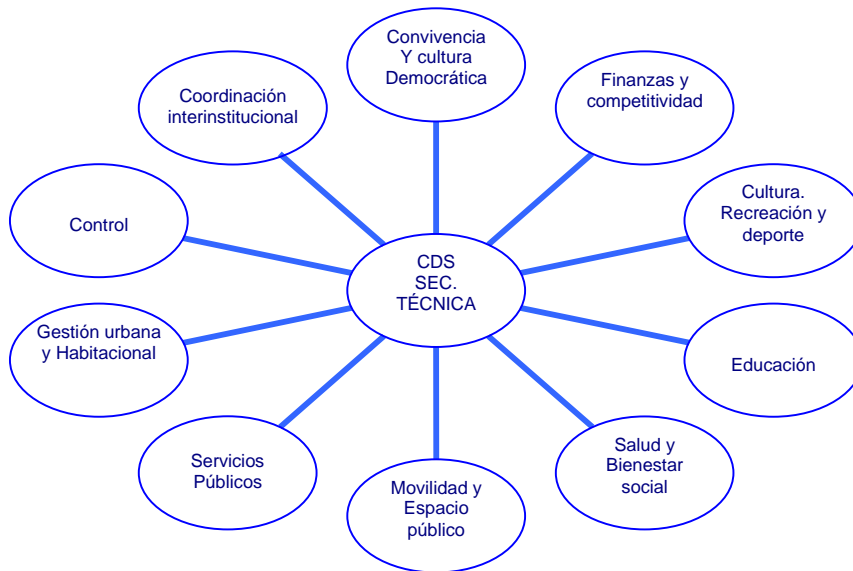 Convivencia
Y cultura
Democrática
Finanzas y
competitividad
Cultura.
Recreación y
deporte
Educación
Salud y
Bienestar
social
Movilidad y
Espacio
público
Servicios
Públicos
Gestión urbana
y Habitacional
Control
Coordinación
interinstitucional
CDS
SEC.
TÉCNICA